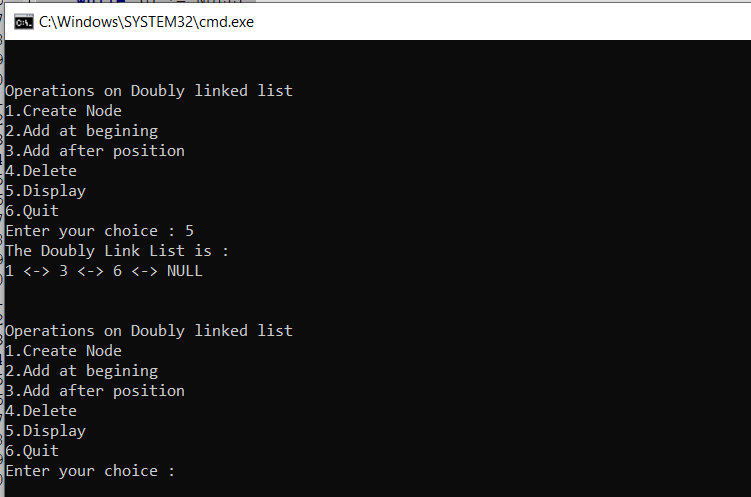 C:\Windows\SYSTEM32\cmd.exe
Operations on Doubly linked list
1.Create Node
2.Add at begining
3.Add after position
4.Delete
5.Display
6.Quit
Enter your choice : 5
The Doubly Link List is :
1 <-> 3 <-> 6 <-> NULL
Operations on Doubly linked list
1.Create Node
2.Add at begining
3.Add after position
4.Delete
5.Display
6.Quit
Enter your choice :